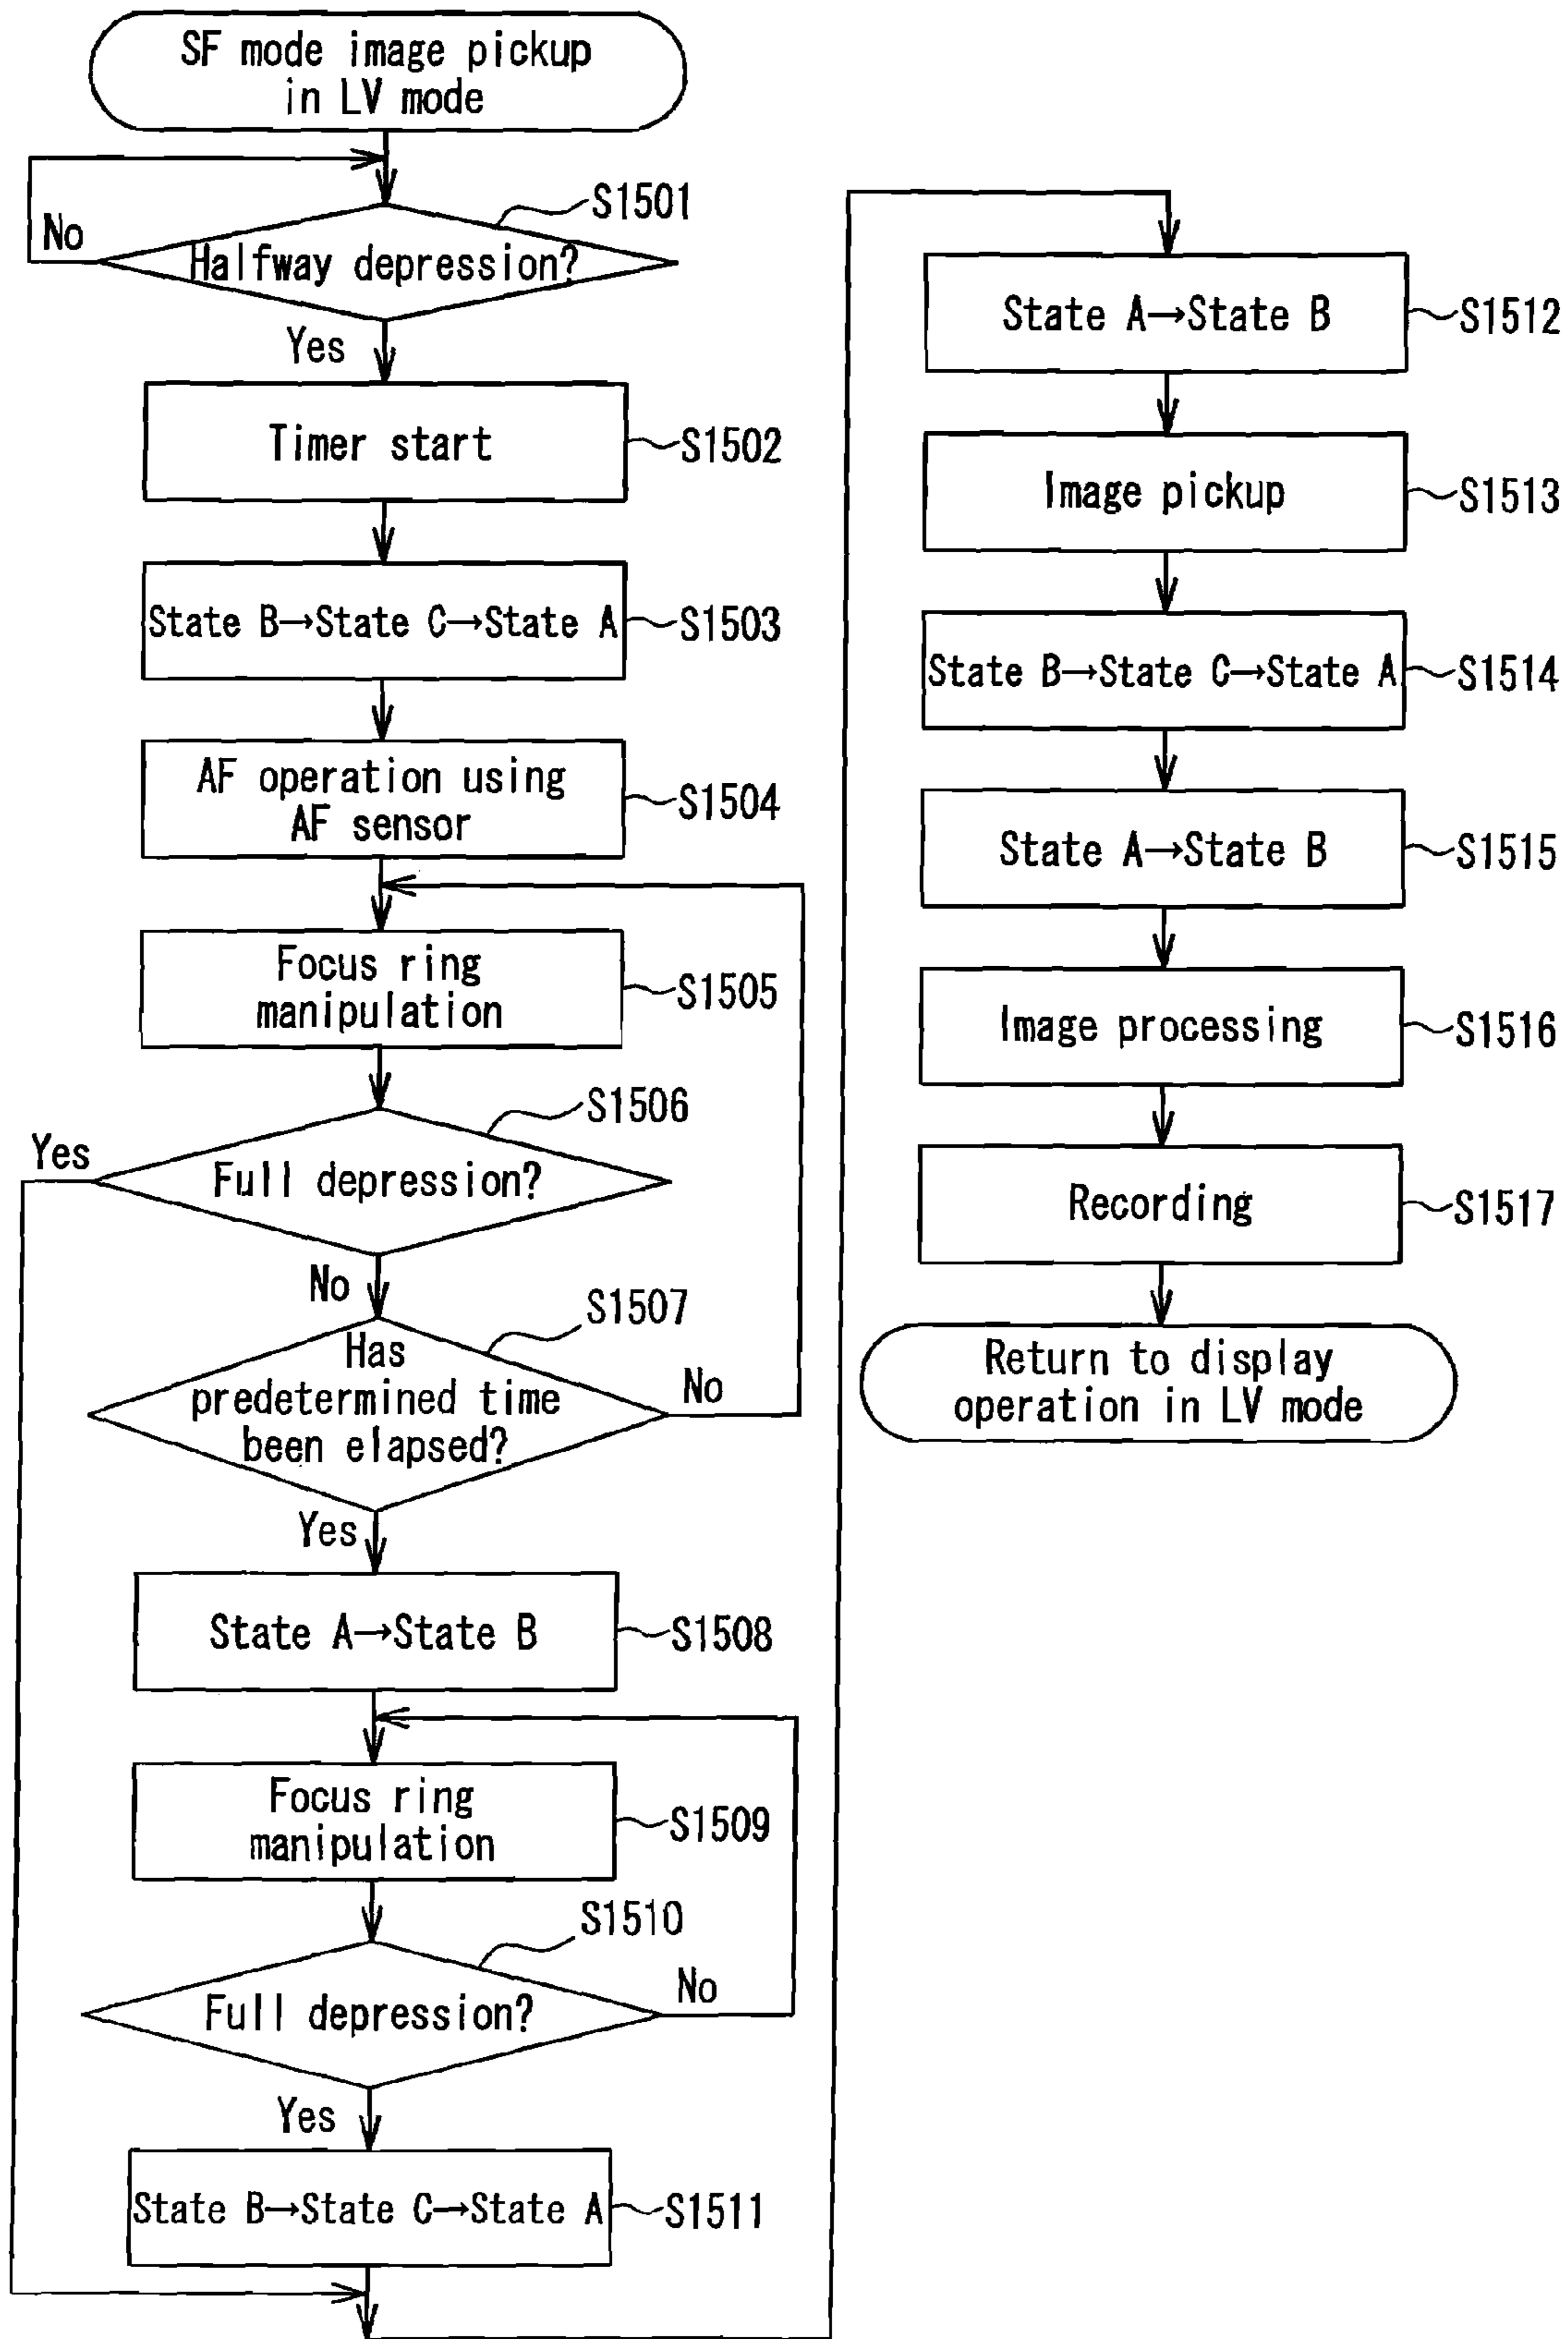 SF mode image pickup
in LV mode
S1501
No
Halfway depression?
Yes
Timer start
S1502
State B→State C→State A
S1503
AF operation using
AF sensor
S1504
Focus ring
manipulation
S1505
S1506
Yes
Full depression?
No
S1507
Has
predetermined time
been elapsed?
No
Yes
State A→State B
S1508
Focus ring
manipulation
S1509
S1510
Full depression?
No
Yes
State B→State C→State A
S1511
State A→State B
S1512
Image pickup
S1513
State B→State C→State A
S1514
State A→State B
S1515
Image processing
S1516
Recording
S1517
Return to display
operation in LV mode